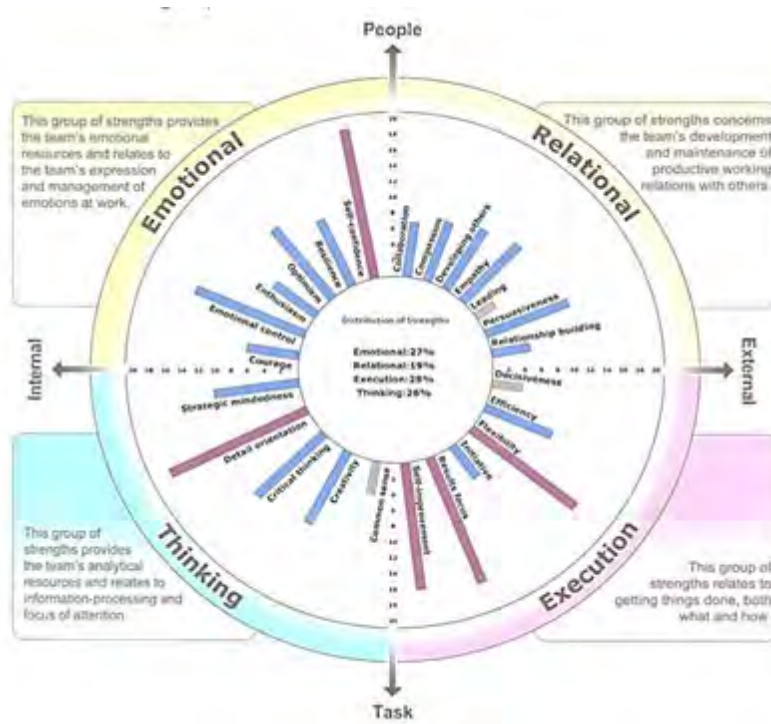 People
This group of strengths provides
the team's emotional
resources and relates to
the team's expression
and management of
emotions at work.
This group of strengths concerns
the team's development
and maintenance of
productive working
relations with others.
Emotional
Relational
Self-confidence
Resilience
Optimism
Enthusiasm
Emotional control
Courage
Collaboration
Compassion
Developing others
Empathy
Leading
Persuasiveness
Relationship building
Distribution of Strengths
Emotional:27%
Relational:19%
Execution:28%
Thinking:26%
Internal
External
Strategic mindedness
Detail orientation
Critical thinking
Creativity
Common sense
Decisiveness
Efficiency
Flexibility
Initiative
Results focus
Self-improvement
Thinking
Execution
This group of
strengths provides
the team's analytical
resources and relates to
information-processing and
focus of attention
This group of
strengths relates to
getting things done, both
what and how
Task